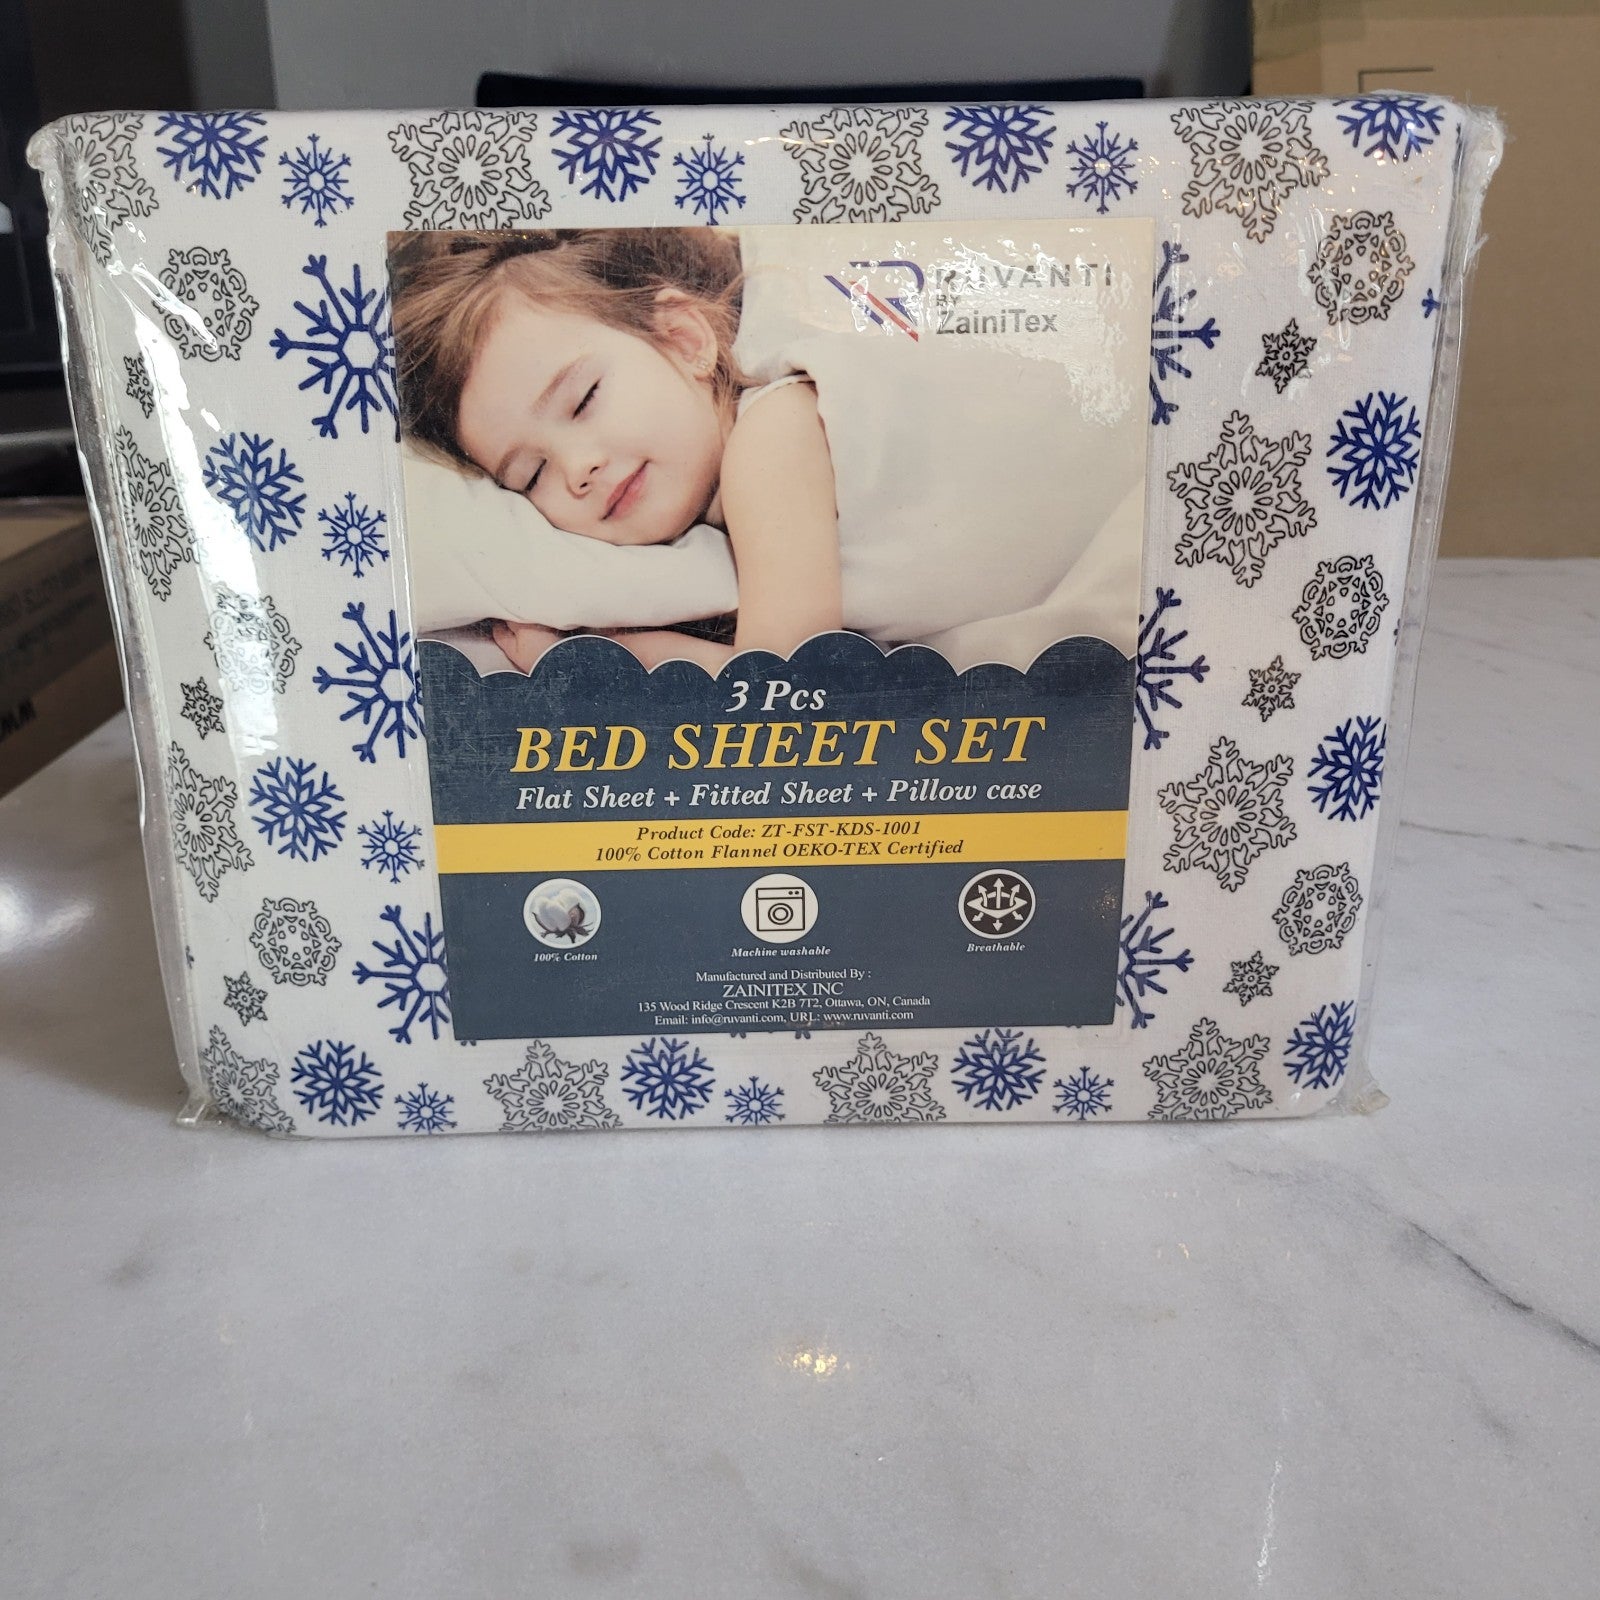 RUVANTI
BY
ZainiTex
3 Pcs
BED SHEET SET
Flat Sheet + Fitted Sheet + Pillow case
Product Code: ZT-FST-KDS-1001
100% Cotton Flannel OEKO-TEX Certified
100% Cotton
Machine washable
Breathable
Manufactured and Distributed By :
ZAINITEX INC
135 Wood Ridge Crescent K2B 7T2, Ottawa, ON, Canada
Email: info@ruvanti.com, URL: www.ruvanti.com